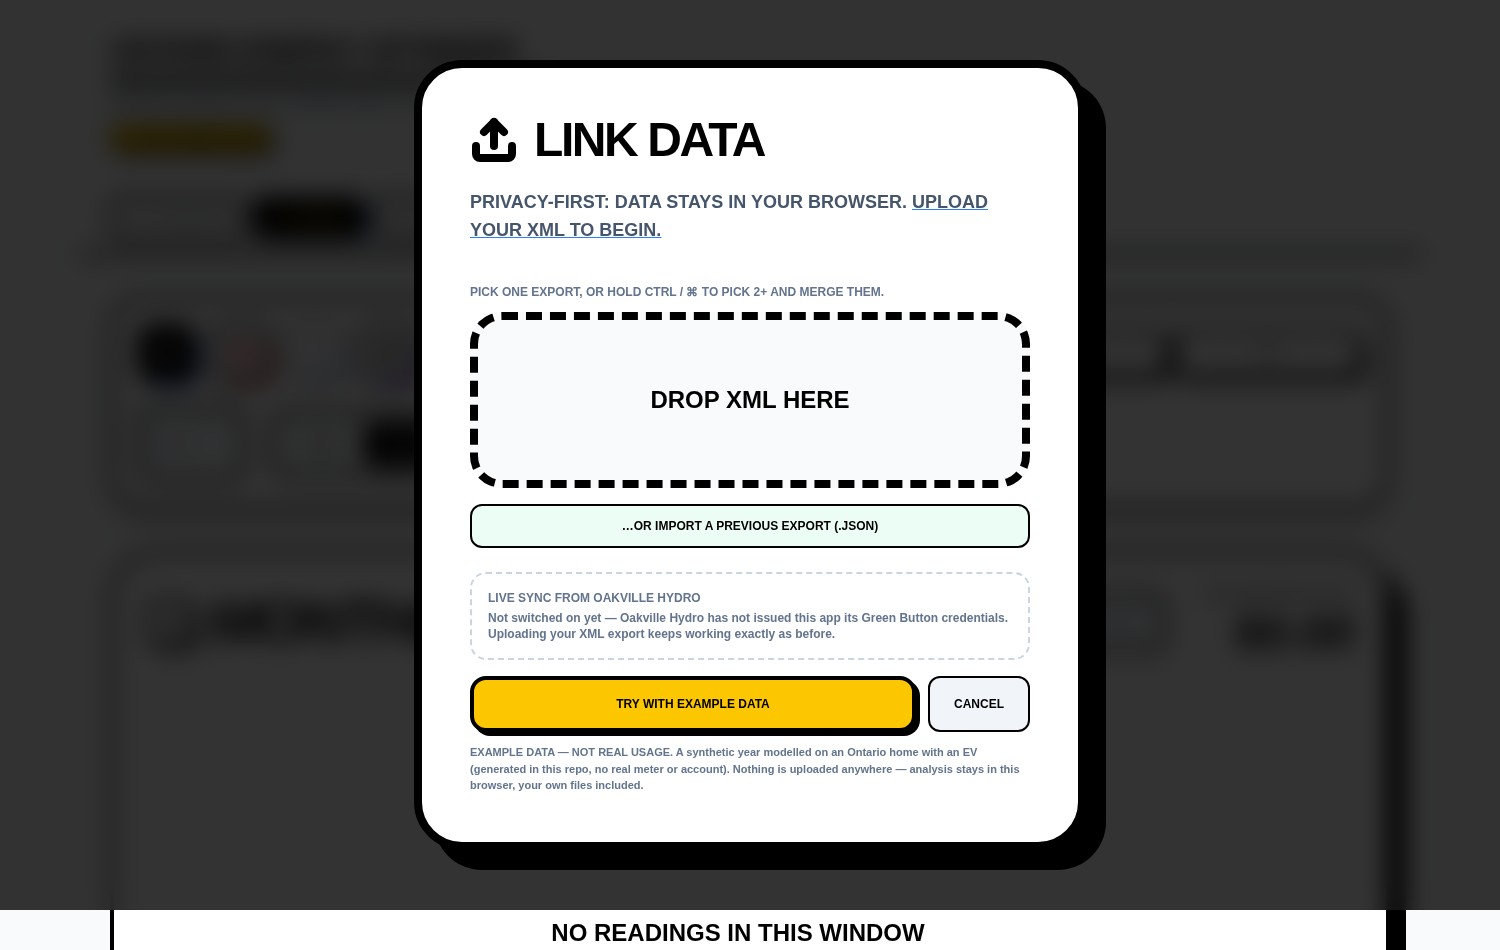 LINK DATA
PRIVACY-FIRST: DATA STAYS IN YOUR BROWSER. UPLOAD
YOUR XML TO BEGIN.
PICK ONE EXPORT, OR HOLD CTRL / ⌘ TO PICK 2+ AND MERGE THEM.
DROP XML HERE
…OR IMPORT A PREVIOUS EXPORT (.JSON)
LIVE SYNC FROM OAKVILLE HYDRO
Not switched on yet — Oakville Hydro has not issued this app its Green Button credentials.
Uploading your XML export keeps working exactly as before.
TRY WITH EXAMPLE DATA
CANCEL
EXAMPLE DATA — NOT REAL USAGE. A synthetic year modelled on an Ontario home with an EV
(generated in this repo, no real meter or account). Nothing is uploaded anywhere — analysis stays in this
browser, your own files included.
NO READINGS IN THIS WINDOW